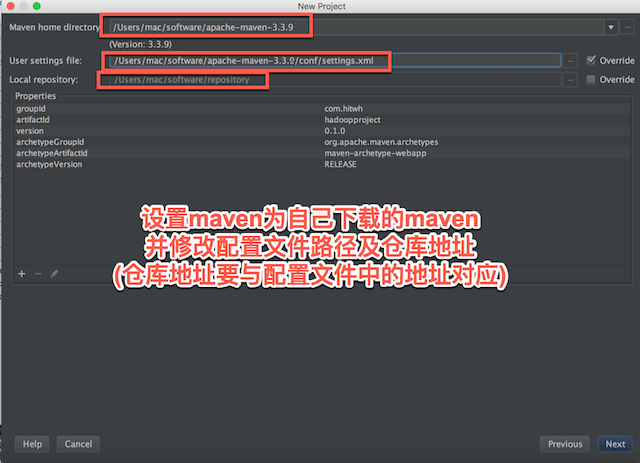 New Project
Maven home directory: /Users/mac/software/apache-maven-3.3.9
(Version: 3.3.9)
User settings file: /Users/mac/software/apache-maven-3.3.9/conf/settings.xml ... Override
Local repository: /Users/mac/software/repository ... Override
Properties
groupId com.hitwh
artifactId hadoopproject
version 0.1.0
archetypeGroupId org.apache.maven.archetypes
archetypeArtifactId maven-archetype-webapp
archetypeVersion RELEASE
设置maven为自己下载的maven
并修改配置文件路径及仓库地址
(仓库地址要与配置文件中的地址对应)
Help Cancel Previous Next